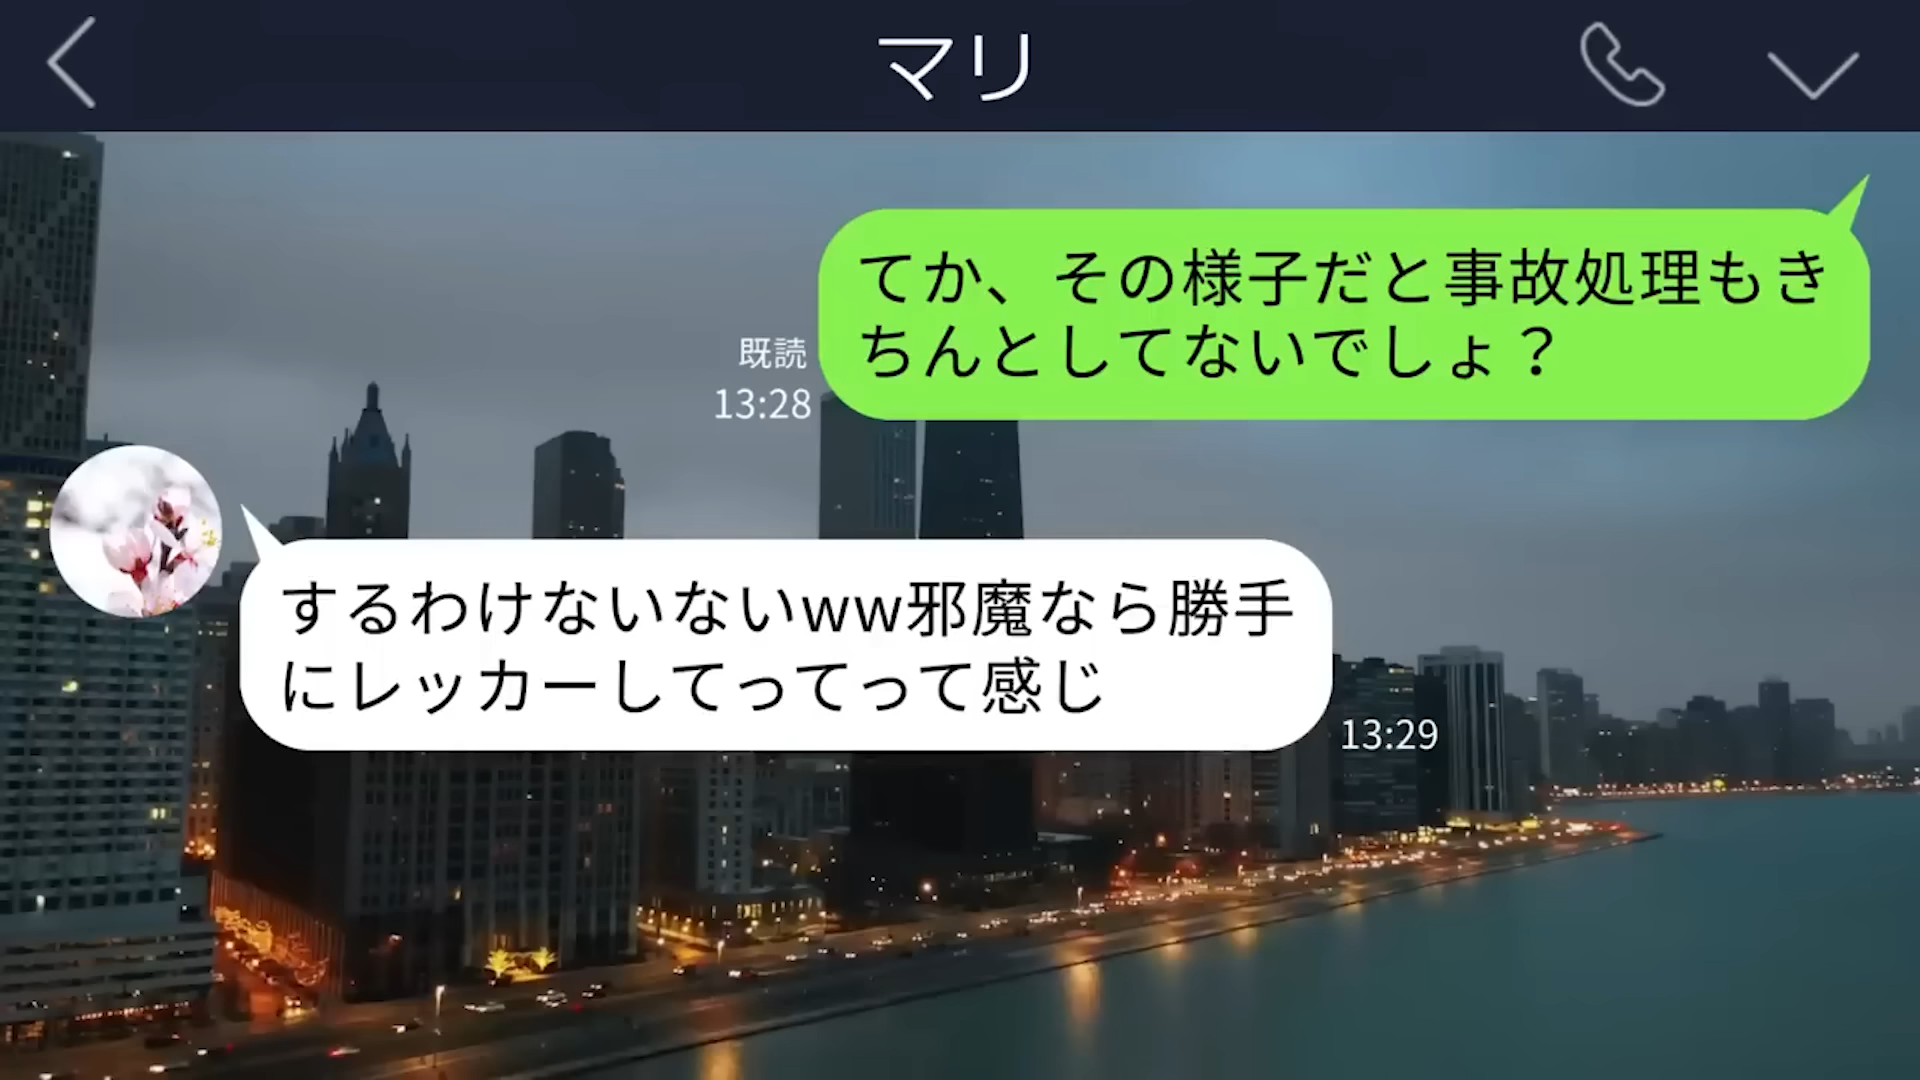 マリ
てか、その様子だと事故処理もき
ちんとしてないでしょ？
既読
13:28
するわけないないww邪魔なら勝手
にレッカーしてってって感じ
13:29